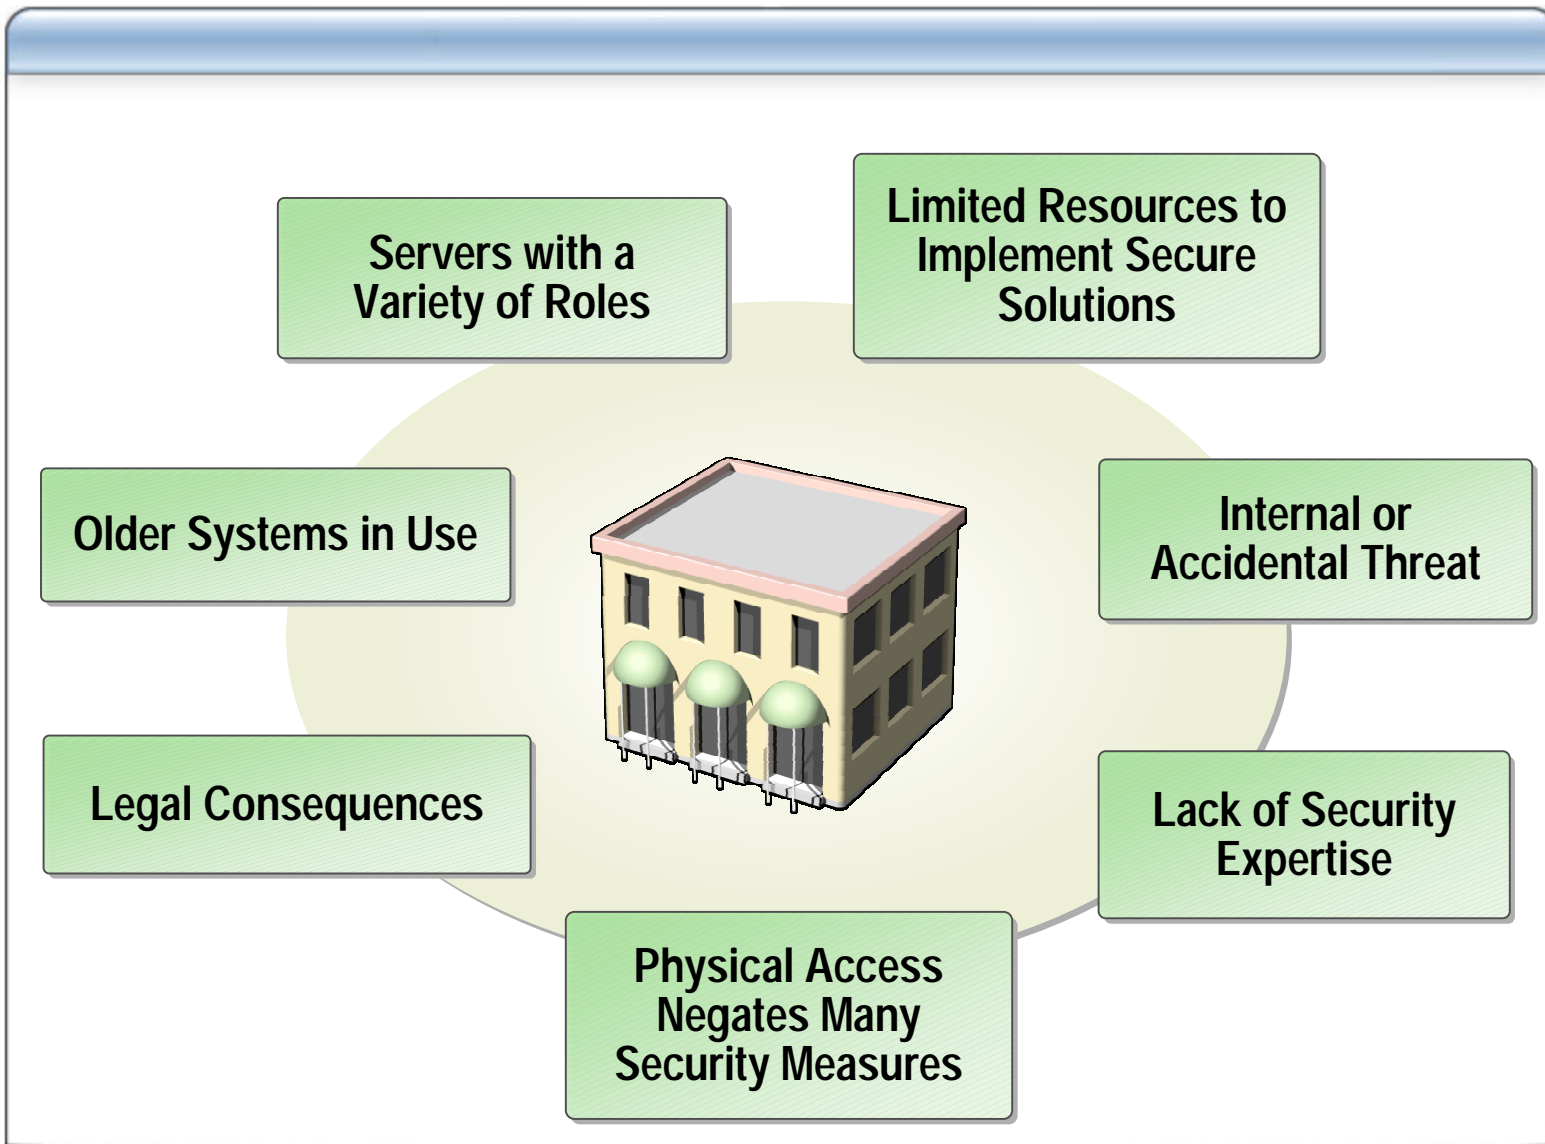 Servers with a
Variety of Roles
Limited Resources to
Implement Secure
Solutions
Older Systems in Use
Internal or
Accidental Threat
Legal Consequences
Lack of Security
Expertise
Physical Access
Negates Many
Security Measures